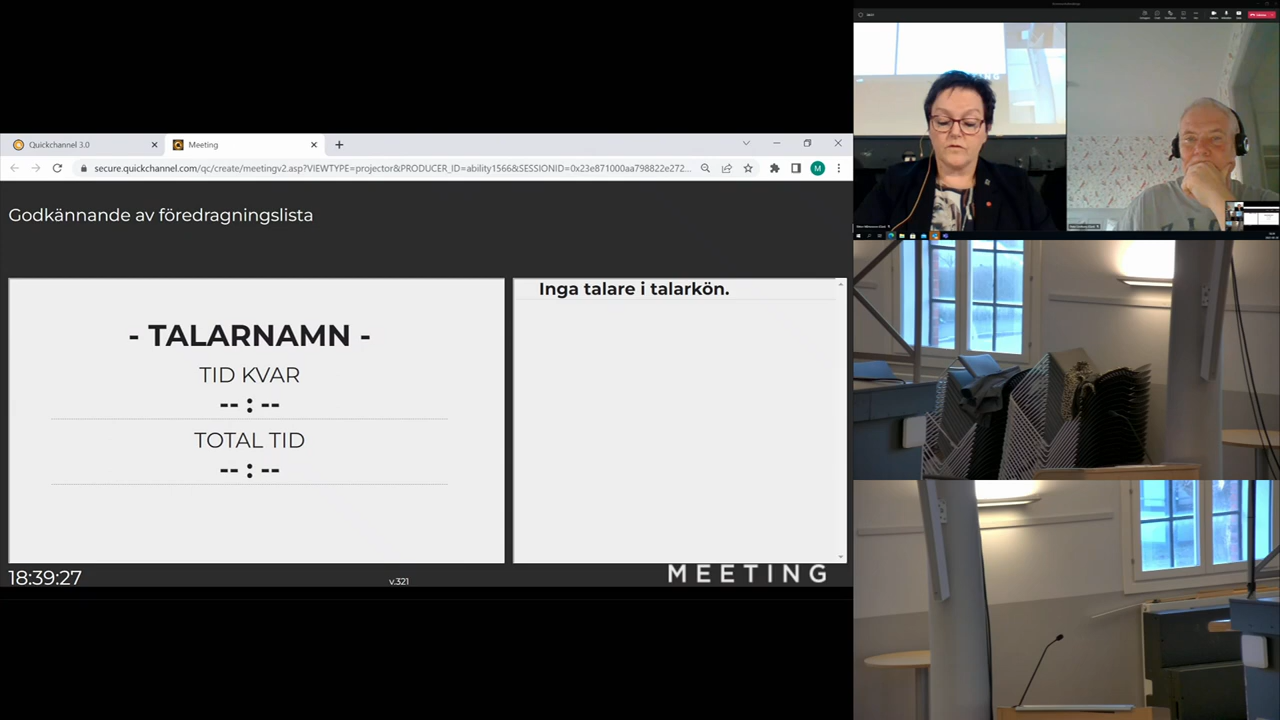 Quickchannel 3.0
Meeting
secure.quickchannel.com/qc/create/meetingv2.asp?VIEWTYPE=projector&PRODUCER_ID=ability1566&SESSIONID=0x23e871000aa798822e272...
M
Godkännande av föredragningslista
- TALARNAMN -
TID KVAR
-- : --
TOTAL TID
-- : --
Inga talare i talarkön.
18:39:27
v.321
MEETING